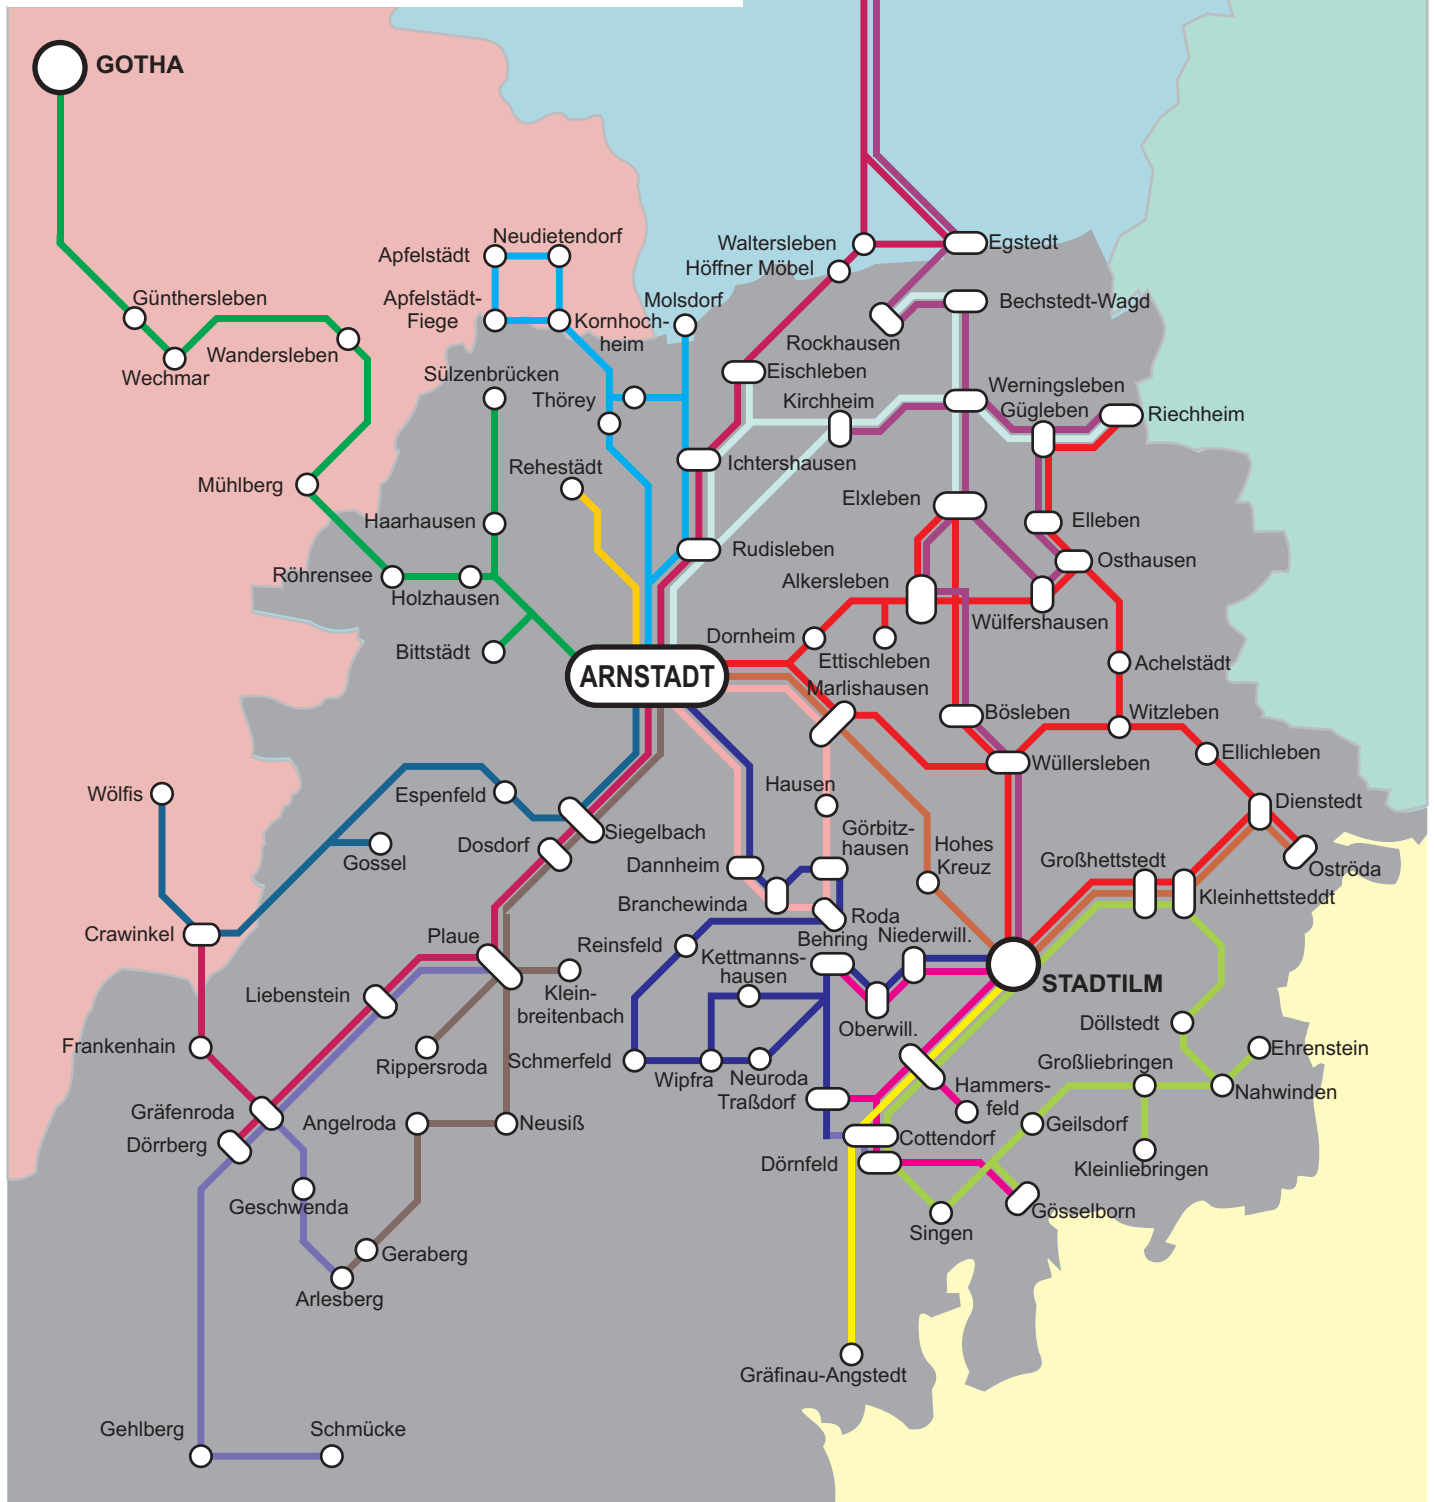 GOTHA
Neudietendorf
Waltersleben
Egstedt
Apfelstädt
Höffner Möbel
Günthersleben
Apfelstädt-
Fiege
Molsdorf
Bechstedt-Wagd
Kornhoch-
heim
Rockhausen
Wandersleben
Wechmar
Sülzenbrücken
Eischleben
Werningsleben
Thörey
Kirchheim
Gügleben
Riechheim
Rehestädt
Ichtershausen
Mühlberg
Elxleben
Haarhausen
Elleben
Rudisleben
Osthausen
Röhrensee
Holzhausen
Alkersleben
Wülfershausen
Bittstädt
Dornheim
Ettischleben
Achelstädt
ARNSTADT
Marlishausen
Bösleben
Witzleben
Ellichleben
Wüllersleben
Wölfis
Espenfeld
Hausen
Dienstedt
Siegelbach
Görbitz-
hausen
Gossel
Dosdorf
Hohes
Kreuz
Dannheim
Großhettstedt
Oströda
Branchewinda
Kleinhettsteddt
Roda
Crawinkel
Plaue
Reinsfeld
Behring
Niederwill.
Kettmanns-
hausen
STADTILM
Liebenstein
Klein-
breitenbach
Oberwill.
Döllstedt
Frankenhain
Rippersroda
Schmerfeld
Wipfra
Neuroda
Großliebringen
Ehrenstein
Hammers-
feld
Nahwinden
Traßdorf
Gräfenroda
Angelroda
Neusiß
Geilsdorf
Dörrberg
Cottendorf
Dörnfeld
Kleinliebringen
Geschwenda
Gösselborn
Singen
Geraberg
Arlesberg
Gräfinau-Angstedt
Gehlberg
Schmücke